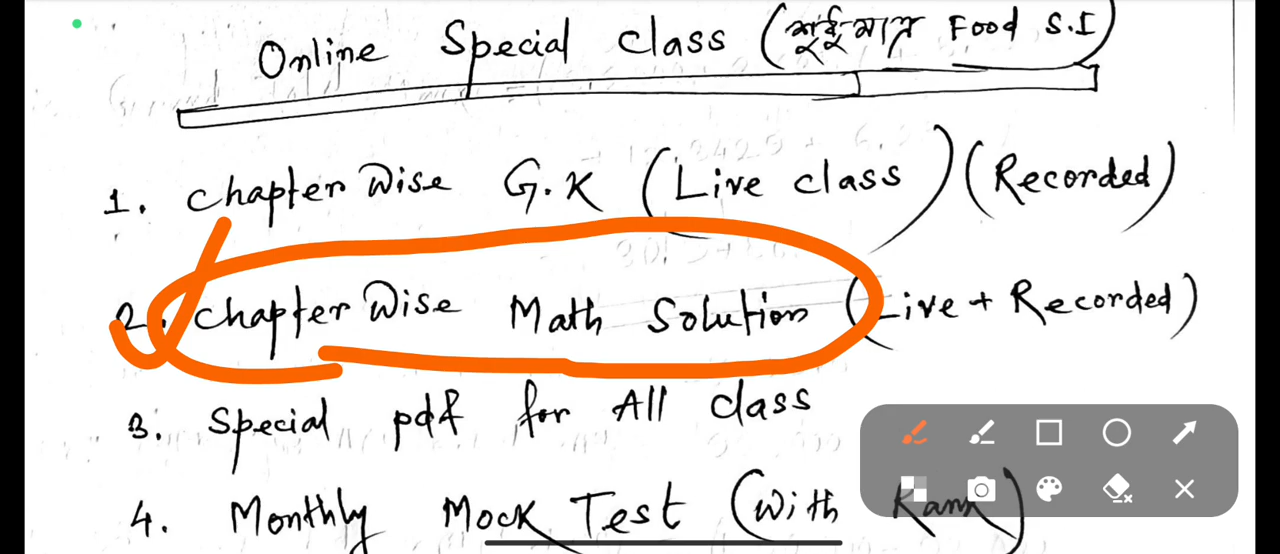 Online Special class ( Food S.I)
1. Chapter Wise G.K (Live class) (Recorded)
2. Chapter Wise Math Solution (Live + Recorded)
3. Special pdf for All class
4. Monthly Mock Test (With Rank)